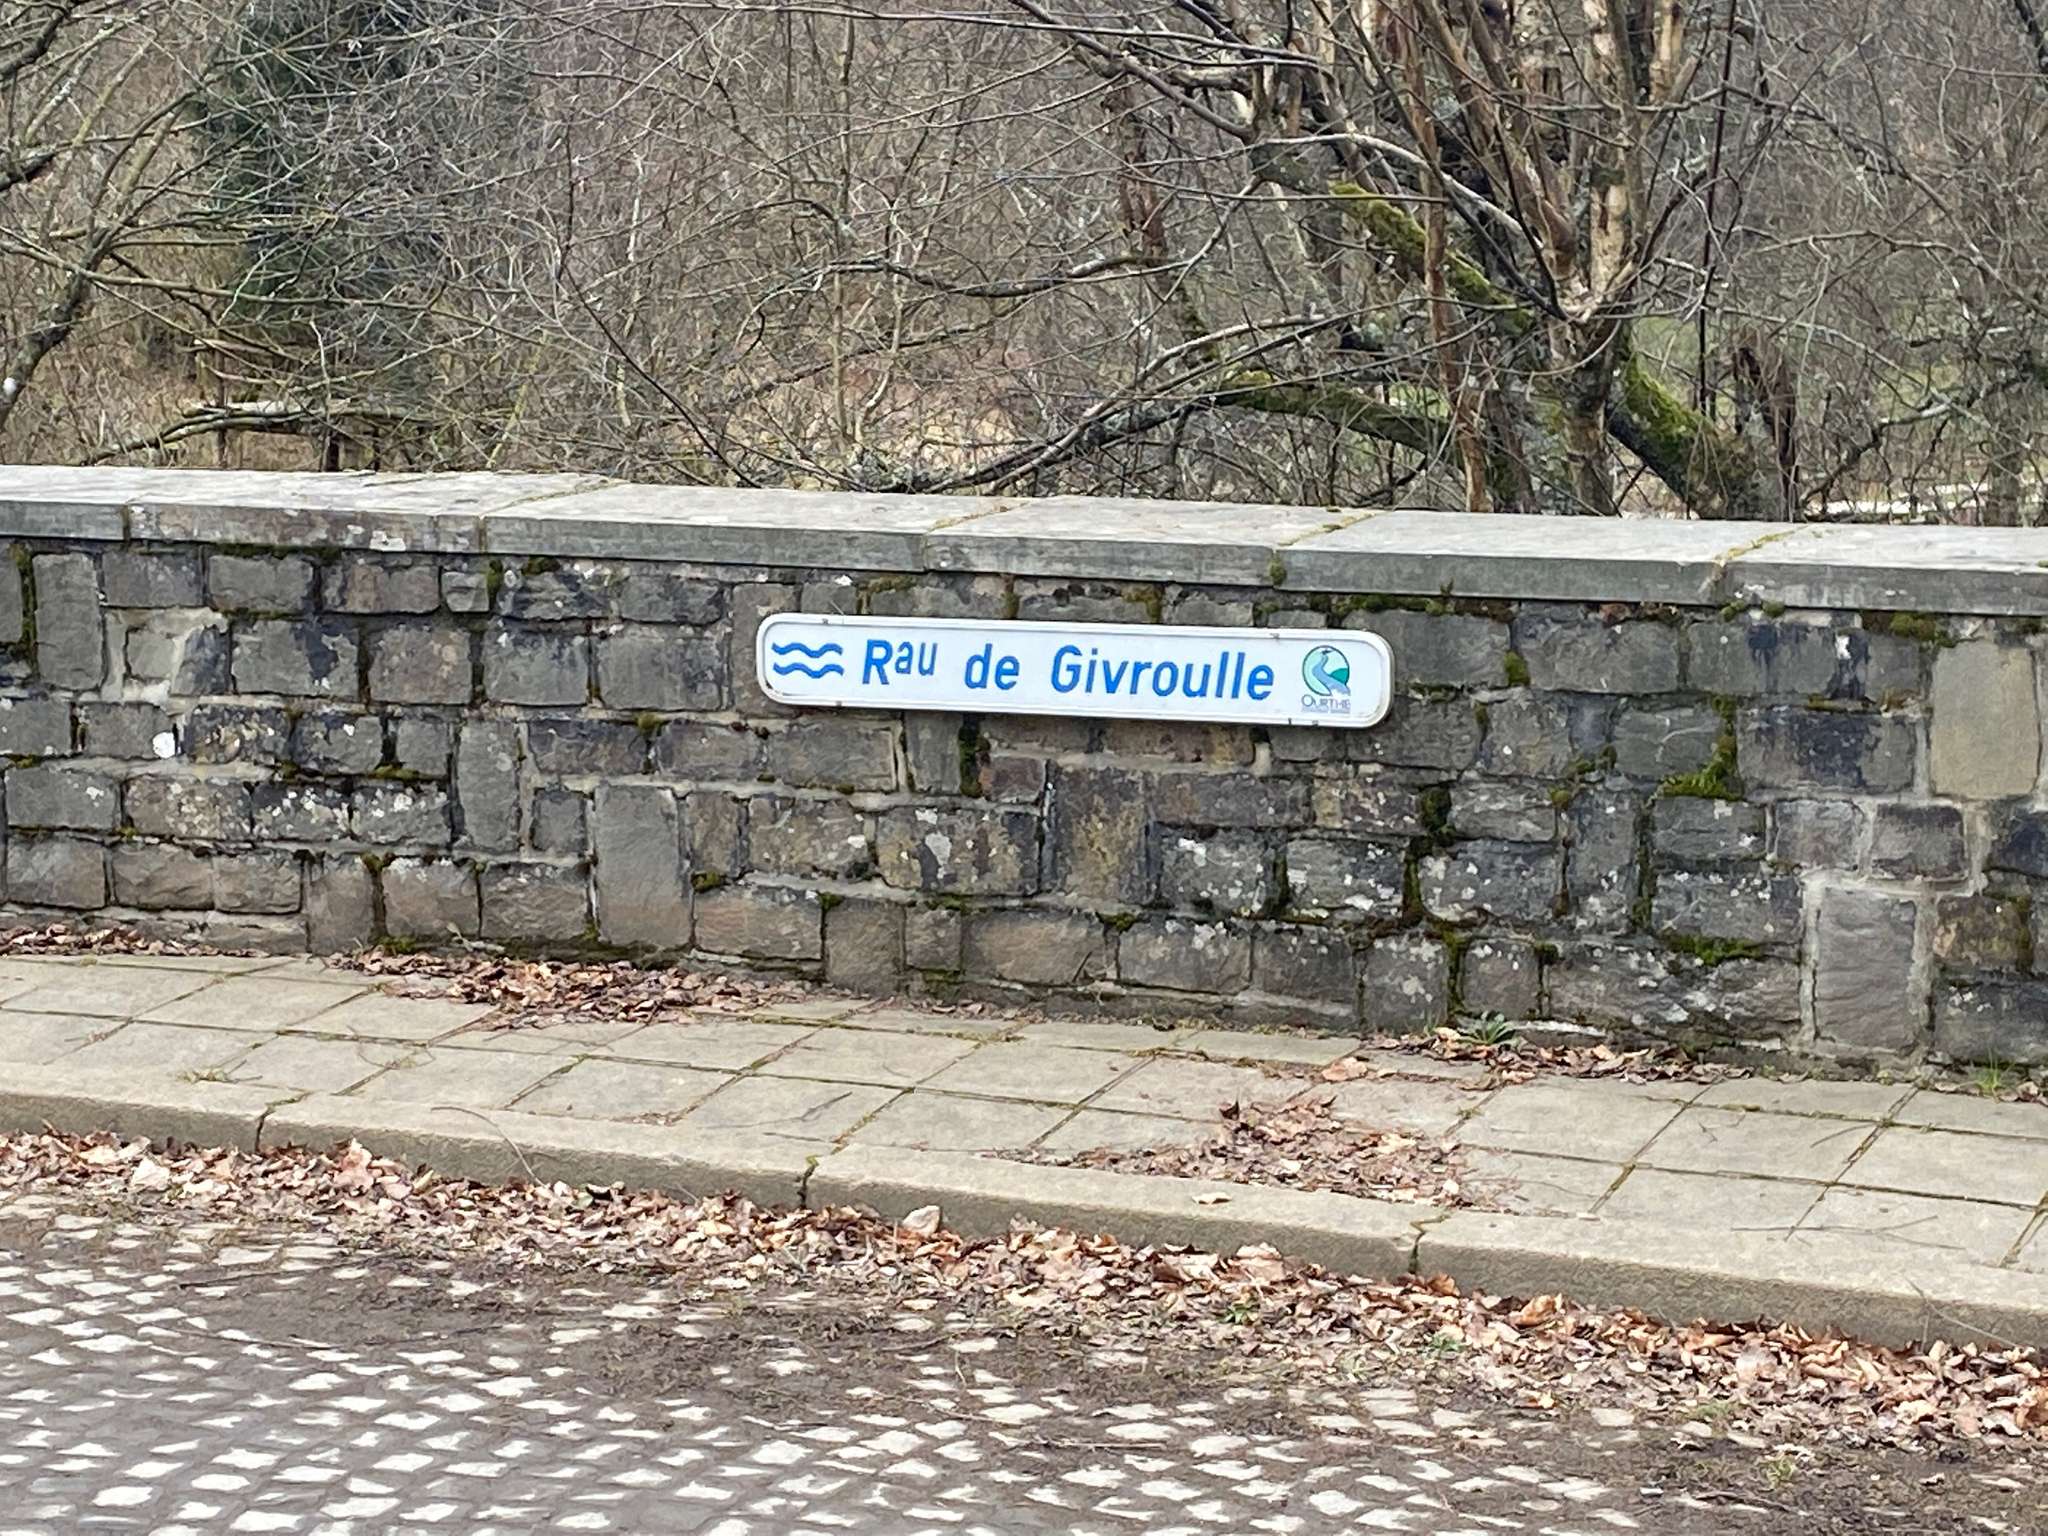 Rau de Givroulle
OURTHE